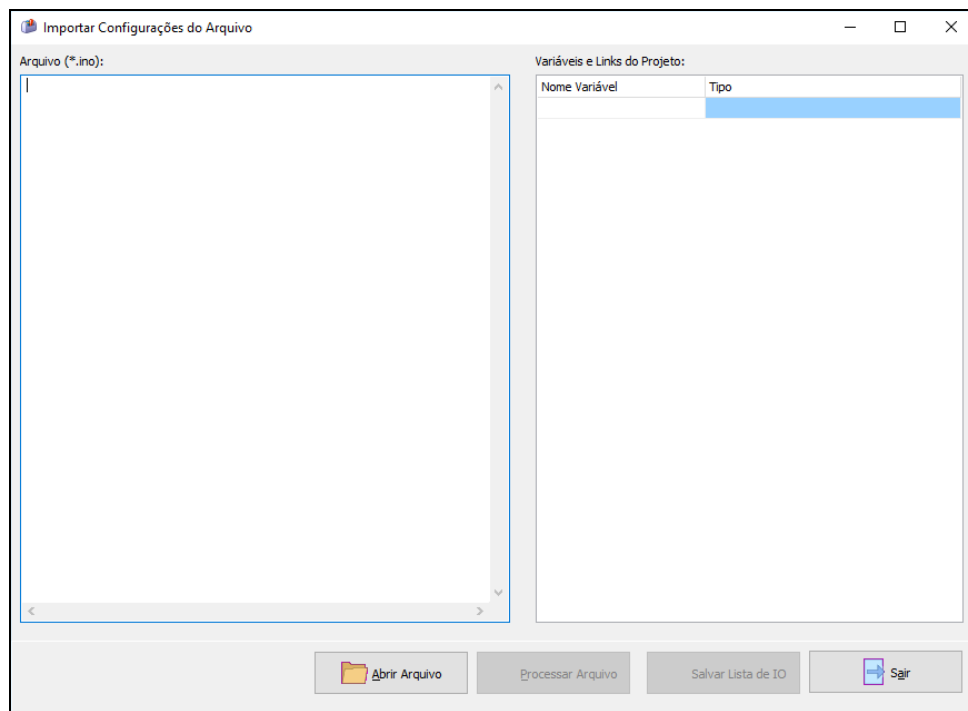 Importar Configurações do Arquivo
Arquivo (*.ino):
Variáveis e Links do Projeto:
Nome Variável Tipo
Abrir Arquivo Processar Arquivo Salvar Lista de IO Sair